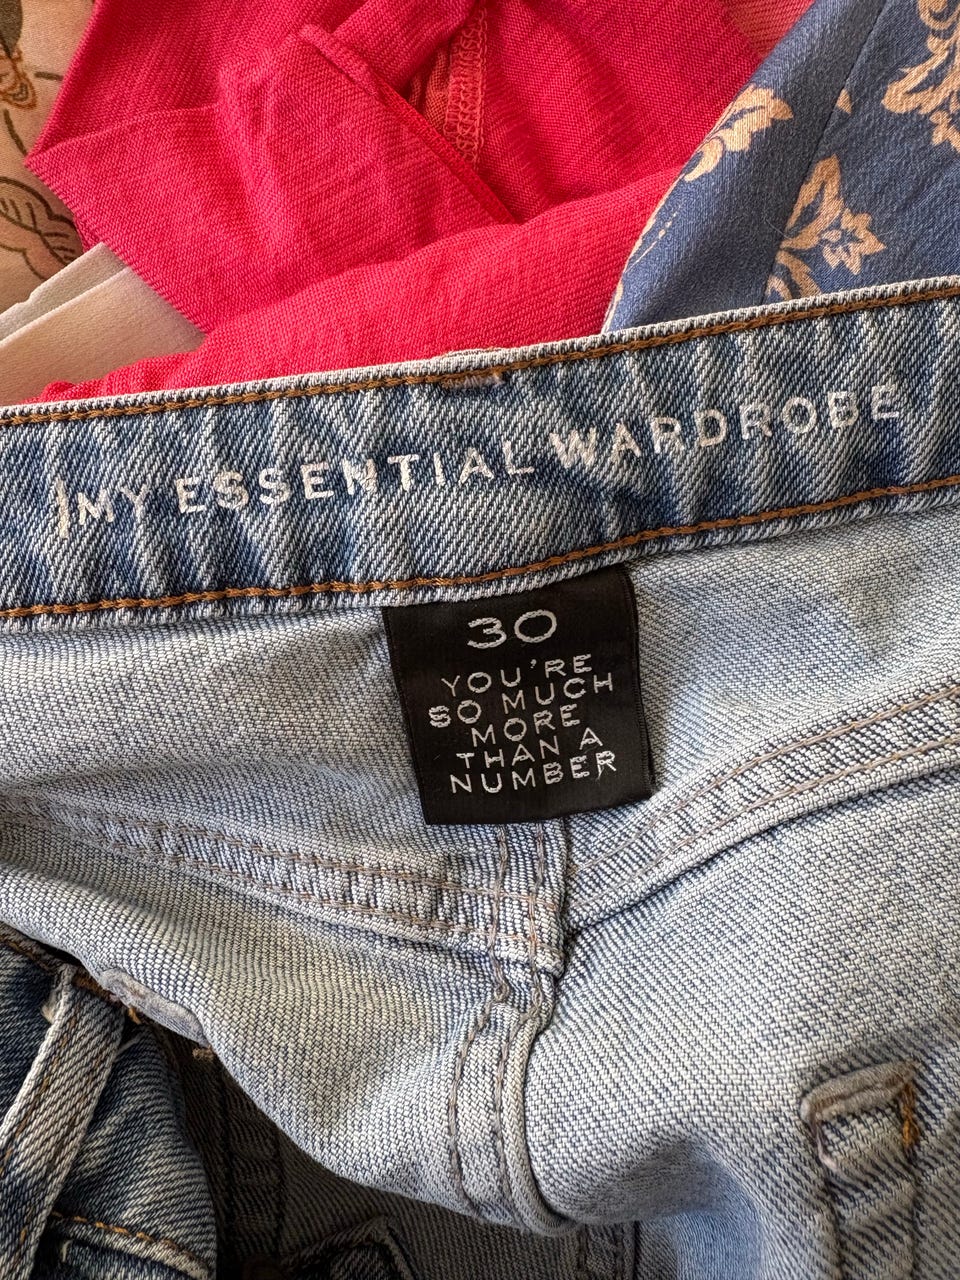 MY ESSENTIAL WARDROBE
30
YOU'RE
SO MUCH
MORE
THAN A
NUMBER